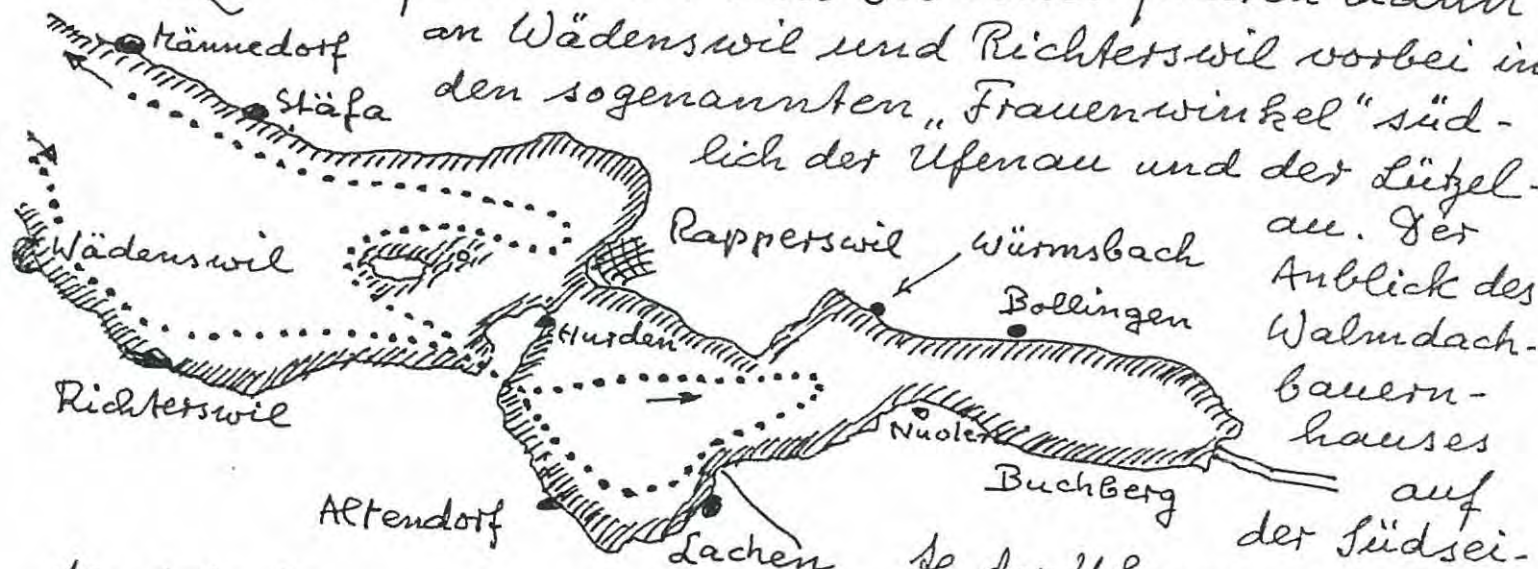 an Wädenswil und Richterswil vorbei in
den sogenannten „Frauenwinkel" süd-
lich der Ufenau und der Lützel-
au. Der
Anblick des
Walmdach-
bauern-
hauses
auf
der Südsei-
Männedorf
Stäfa
Wädenswil
Richterswil
Rapperswil
Würmsbach
Bollingen
Hurden
Nuolen
Buchberg
Altendorf
Lachen